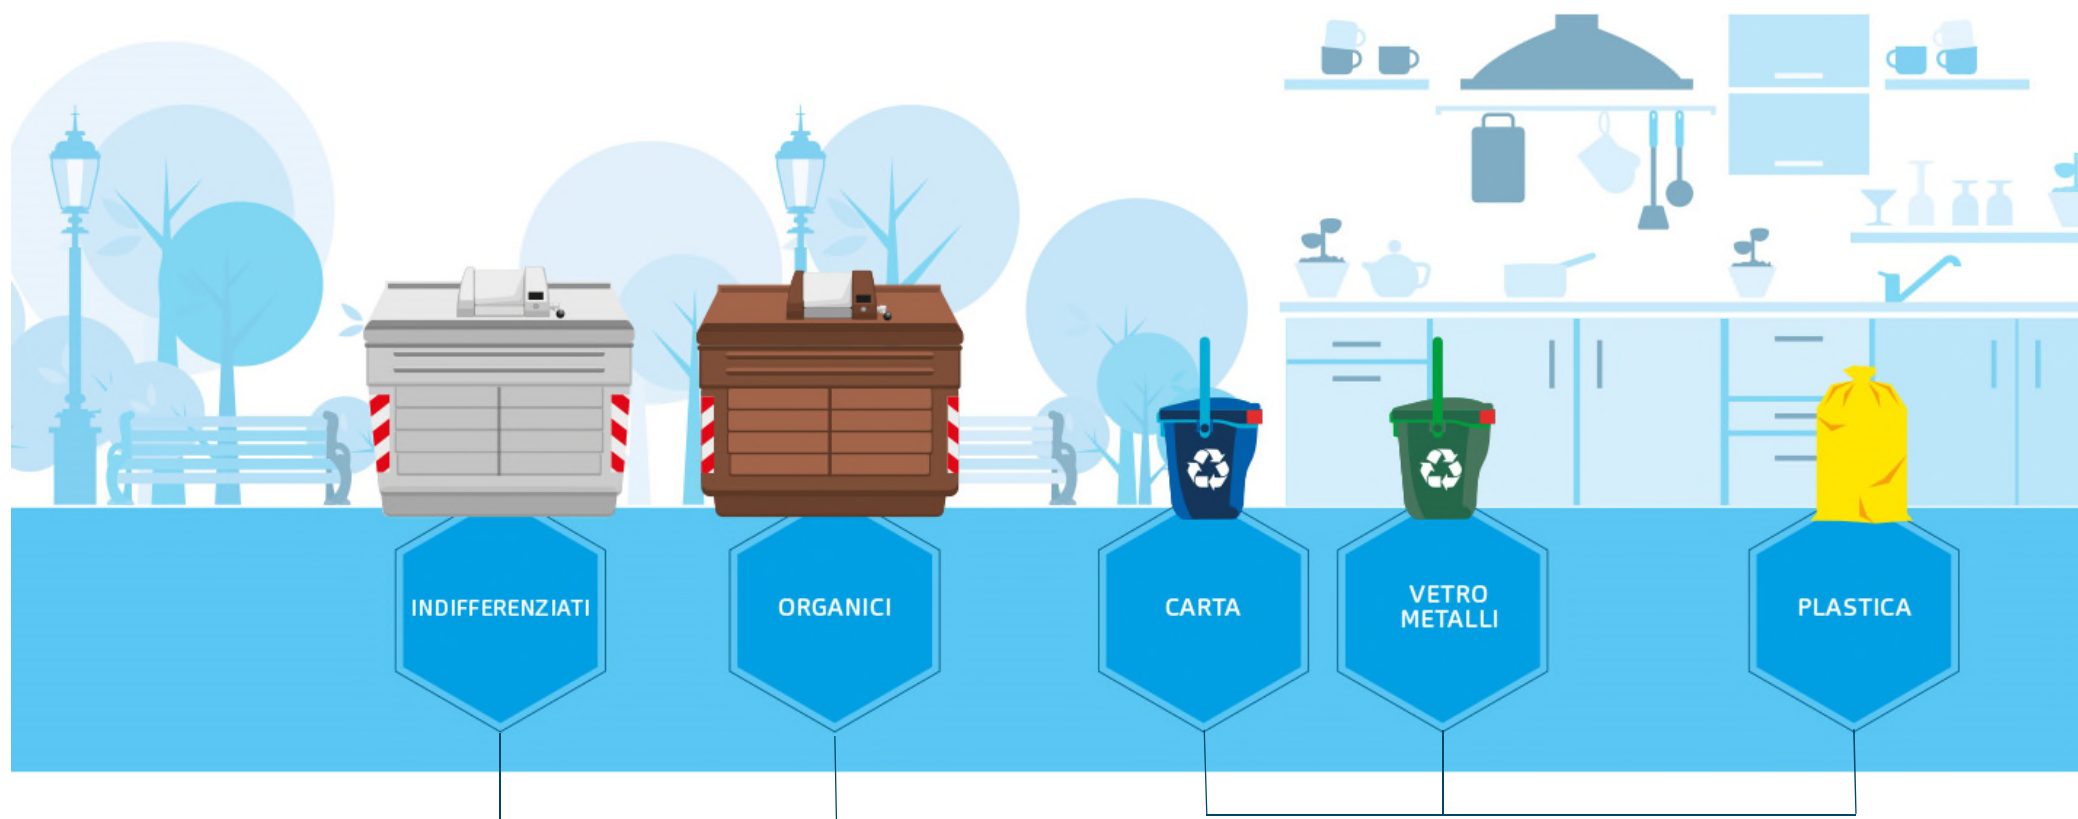 INDIFFERENZIATI
ORGANICI
CARTA
VETRO
METALLI
PLASTICA